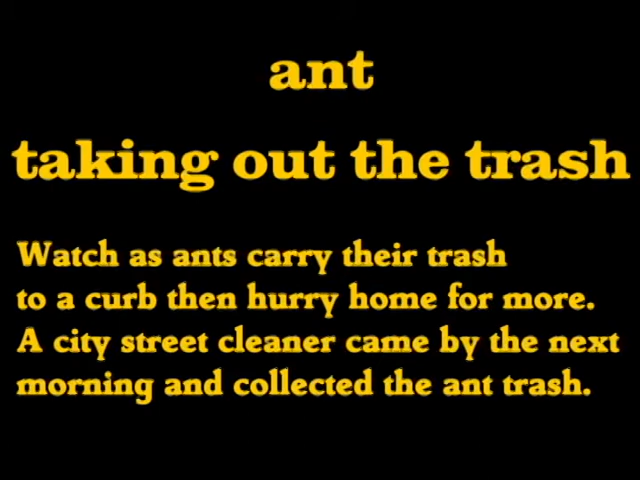 ant
taking out the trash
Watch as ants carry their trash
to a curb then hurry home for more.
A city street cleaner came by the next
morning and collected the ant trash.